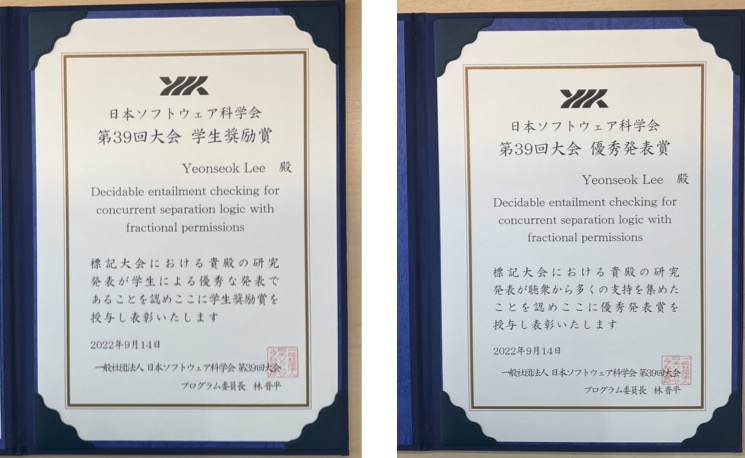 日本ソフトウェア科学会
第39回大会 学生奨励賞
Yeonseok Lee 殿
Decidable entailment checking for
concurrent separation logic with
fractional permissions
標記大会における貴殿の研究
発表が学生による優秀な発表で
あることを認めここに学生奨励賞を
授与し表彰いたします
2022年9月14日
一般社団法人 日本ソフトウェア科学会 第39回大会
プログラム委員長 林 晋平
日本ソフトウェア科学会
第39回大会 優秀発表賞
Yeonseok Lee 殿
Decidable entailment checking for
concurrent separation logic with
fractional permissions
標記大会における貴殿の研究
発表が聴衆から多くの支持を集めた
ことを認めここに優秀発表賞を
授与し表彰いたします
2022年9月14日
一般社団法人 日本ソフトウェア科学会 第39回大会
プログラム委員長 林 晋平